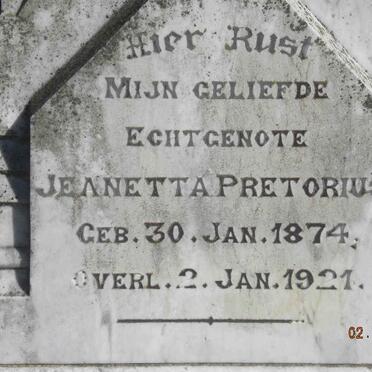 Hier Rust
MIJN GELIEFDE
ECHTGENOTE
JEANETTA PRETORIUS
GEB. 30. JAN. 1874.
OVERL. 2. JAN. 1921.
02.